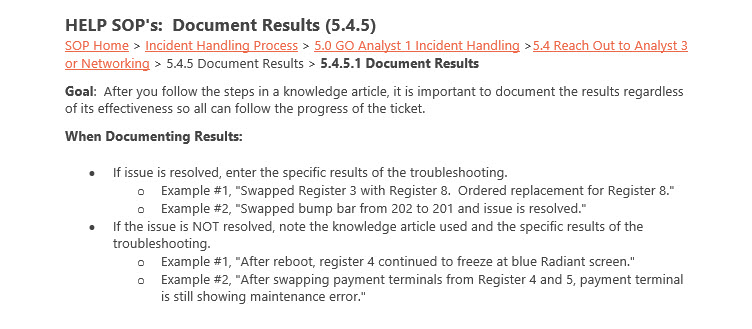 HELP SOP's:  Document Results (5.4.5)
SOP Home > Incident Handling Process > 5.0 GO Analyst 1 Incident Handling >5.4 Reach Out to Analyst 3
or Networking > 5.4.5 Document Results > 5.4.5.1 Document Results
Goal:  After you follow the steps in a knowledge article, it is important to document the results regardless
of its effectiveness so all can follow the progress of the ticket.
When Documenting Results:
• If issue is resolved, enter the specific results of the troubleshooting.
o Example #1, "Swapped Register 3 with Register 8.  Ordered replacement for Register 8."
o Example #2, "Swapped bump bar from 202 to 201 and issue is resolved."
• If the issue is NOT resolved, note the knowledge article used and the specific results of the
troubleshooting.
o Example #1, "After reboot, register 4 continued to freeze at blue Radiant screen."
o Example #2, "After swapping payment terminals from Register 4 and 5, payment terminal
is still showing maintenance error."